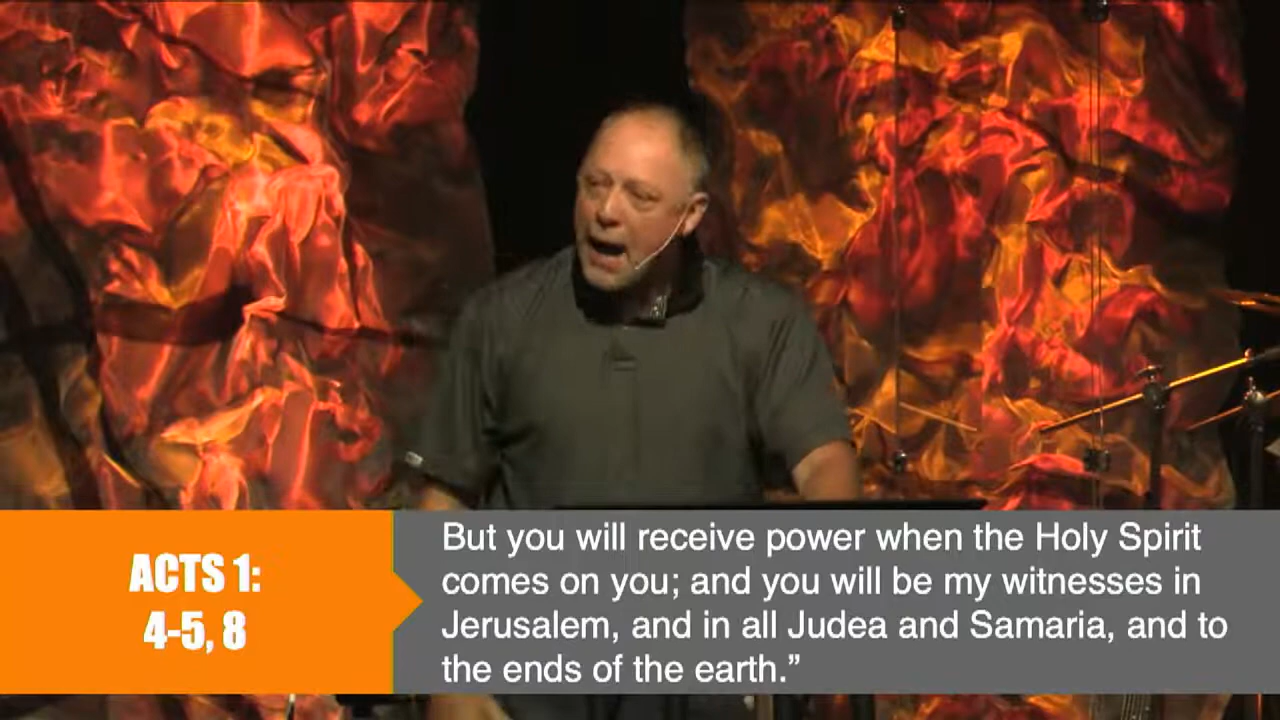 ACTS 1:
4-5, 8
But you will receive power when the Holy Spirit
comes on you; and you will be my witnesses in
Jerusalem, and in all Judea and Samaria, and to
the ends of the earth.”